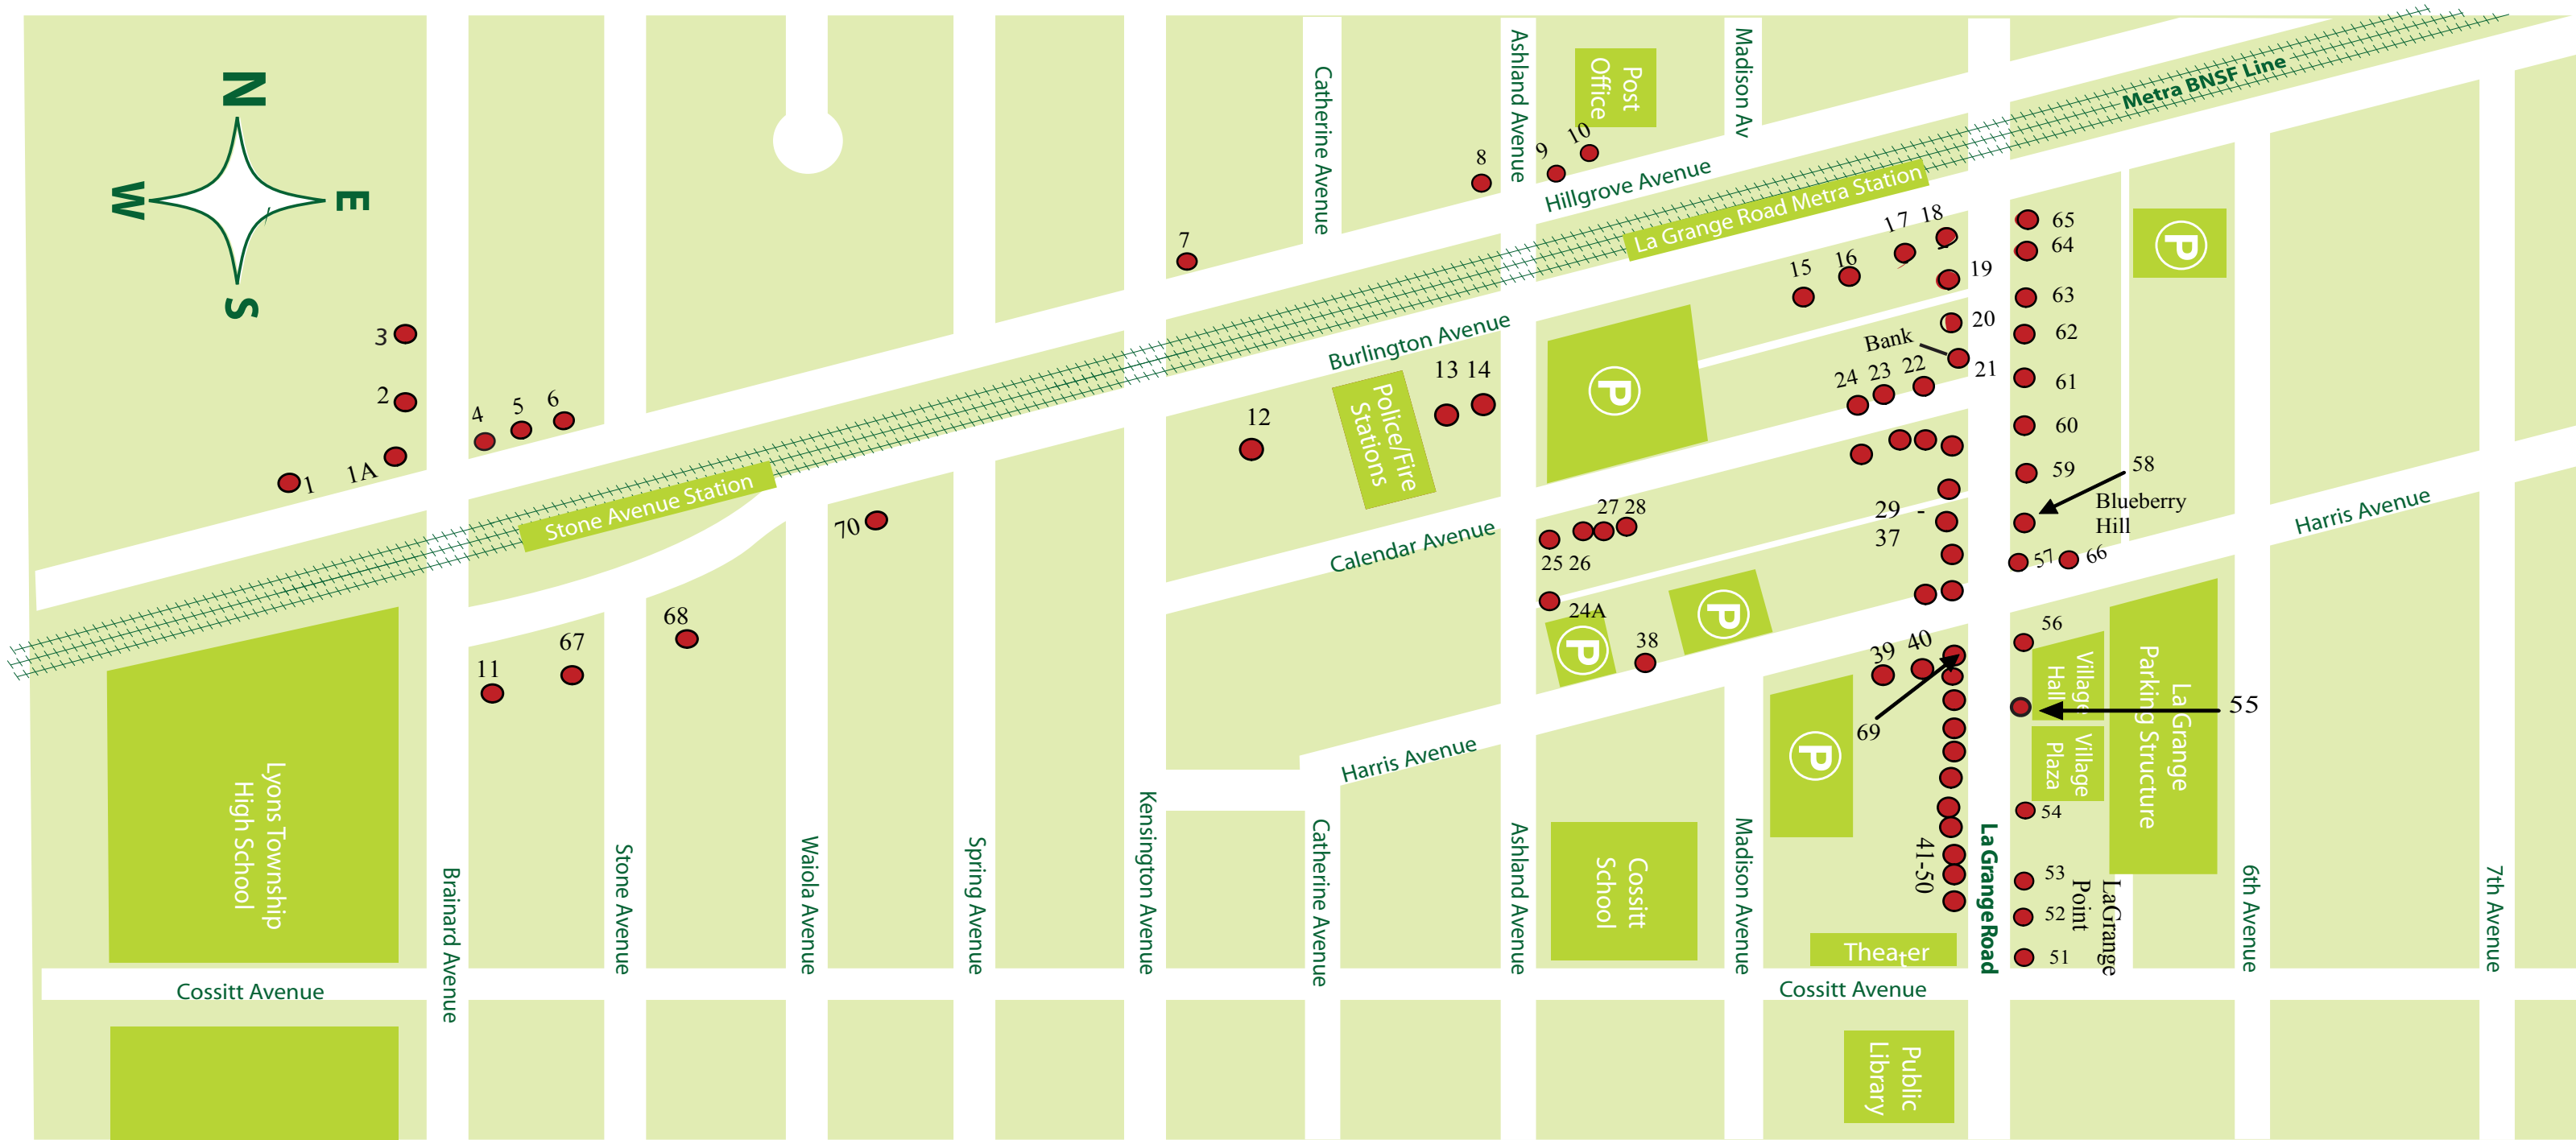 N
W
E
S
Catherine Avenue
Ashland Avenue
Post
Office
Madison Av
Metra BNSF Line
Hillgrove Avenue
La Grange Road Metra Station
3
2
1
1A
4
5
6
7
8
9
10
Stone Avenue Station
70
68
67
11
Burlington Avenue
12
Police/Fire
Stations
13 14
P
15
16
17
18
19
20
Bank
21
22
23
24
65
64
63
62
61
60
59
58
Blueberry
Hill
57
66
P
Harris Avenue
Calendar Avenue
27 28
25 26
24A
P
38
P
29 -
37
39
40
69
P
41-50
56
Village
Hall
55
Village
Plaza
La Grange
Parking Structure
54
53
52
51
LaGrange
Point
Harris Avenue
Lyons Township
High School
Brainard Avenue
Stone Avenue
Waiola Avenue
Spring Avenue
Kensington Avenue
Catherine Avenue
Ashland Avenue
Cossitt
School
Madison Avenue
Theater
La Grange Road
6th Avenue
7th Avenue
Cossitt Avenue
Cossitt Avenue
Public
Library